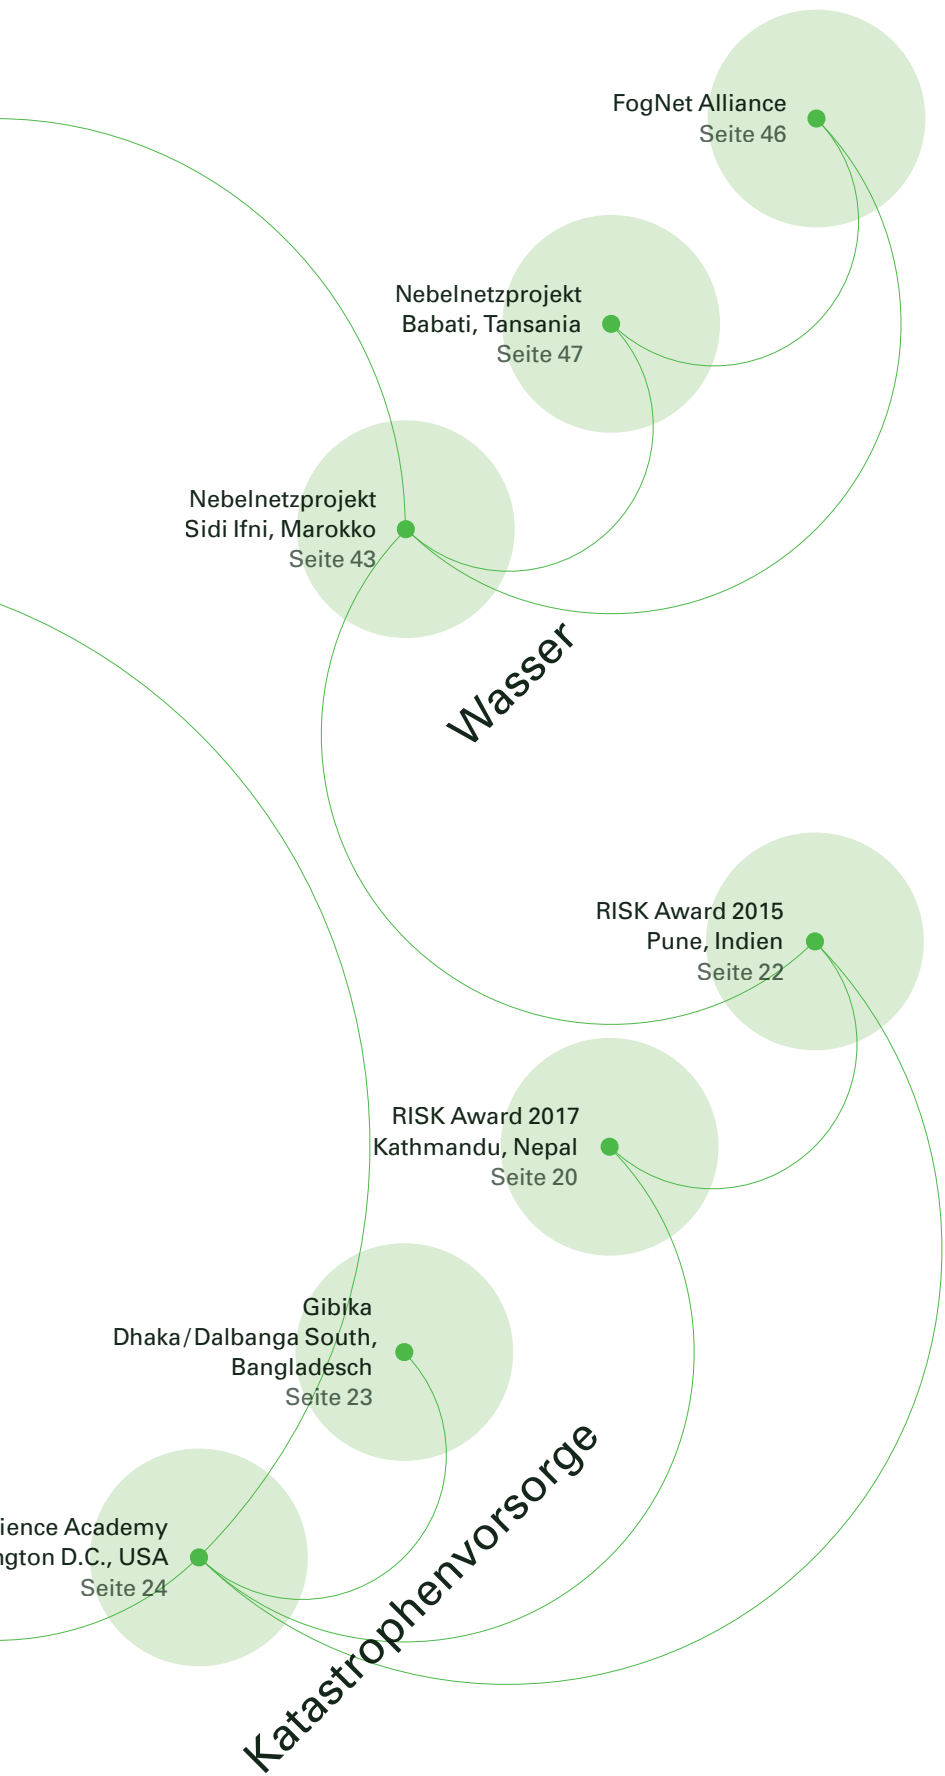 FogNet Alliance
Seite 46
Nebelnetzprojekt
Babati, Tansania
Seite 47
Nebelnetzprojekt
Sidi Ifni, Marokko
Seite 43
Wasser
RISK Award 2015
Pune, Indien
Seite 22
RISK Award 2017
Kathmandu, Nepal
Seite 20
Gibika
Dhaka/Dalbanga South,
Bangladesch
Seite 23
Katastrophenvorsorge
ience Academy
ngton D.C., USA
Seite 24